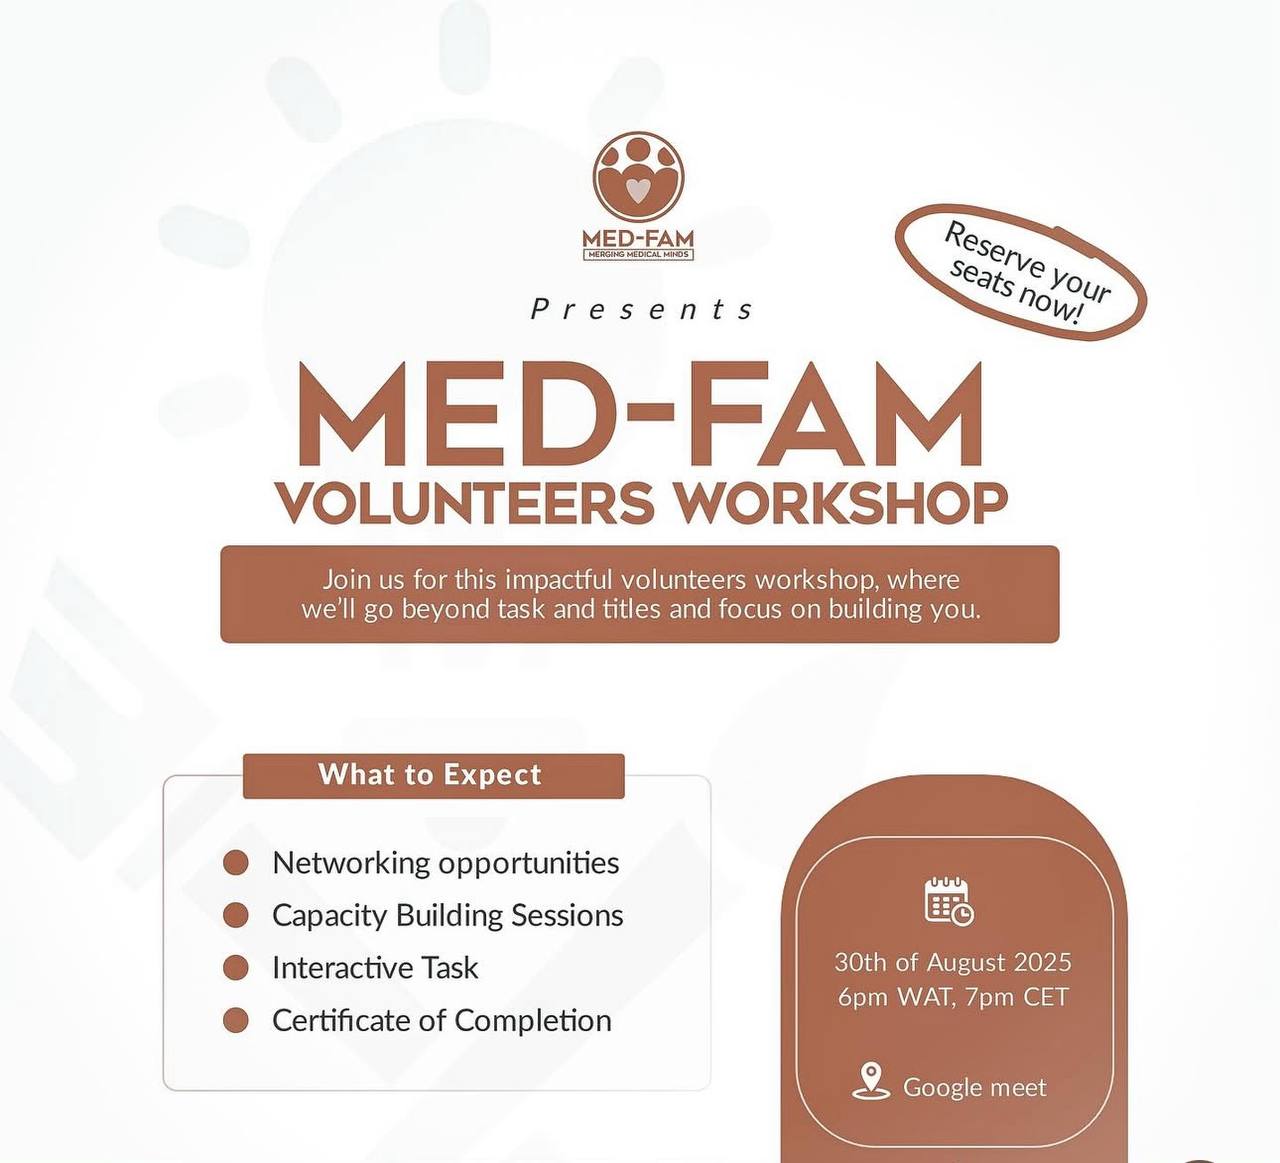 MED-FAM
MERGING MEDICAL MINDS
Reserve your
seats now!
Presents
MED-FAM
VOLUNTEERS WORKSHOP
Join us for this impactful volunteers workshop, where
we'll go beyond task and titles and focus on building you.
What to Expect
Networking opportunities
Capacity Building Sessions
Interactive Task
Certificate of Completion
30th of August 2025
6pm WAT, 7pm CET
Google meet